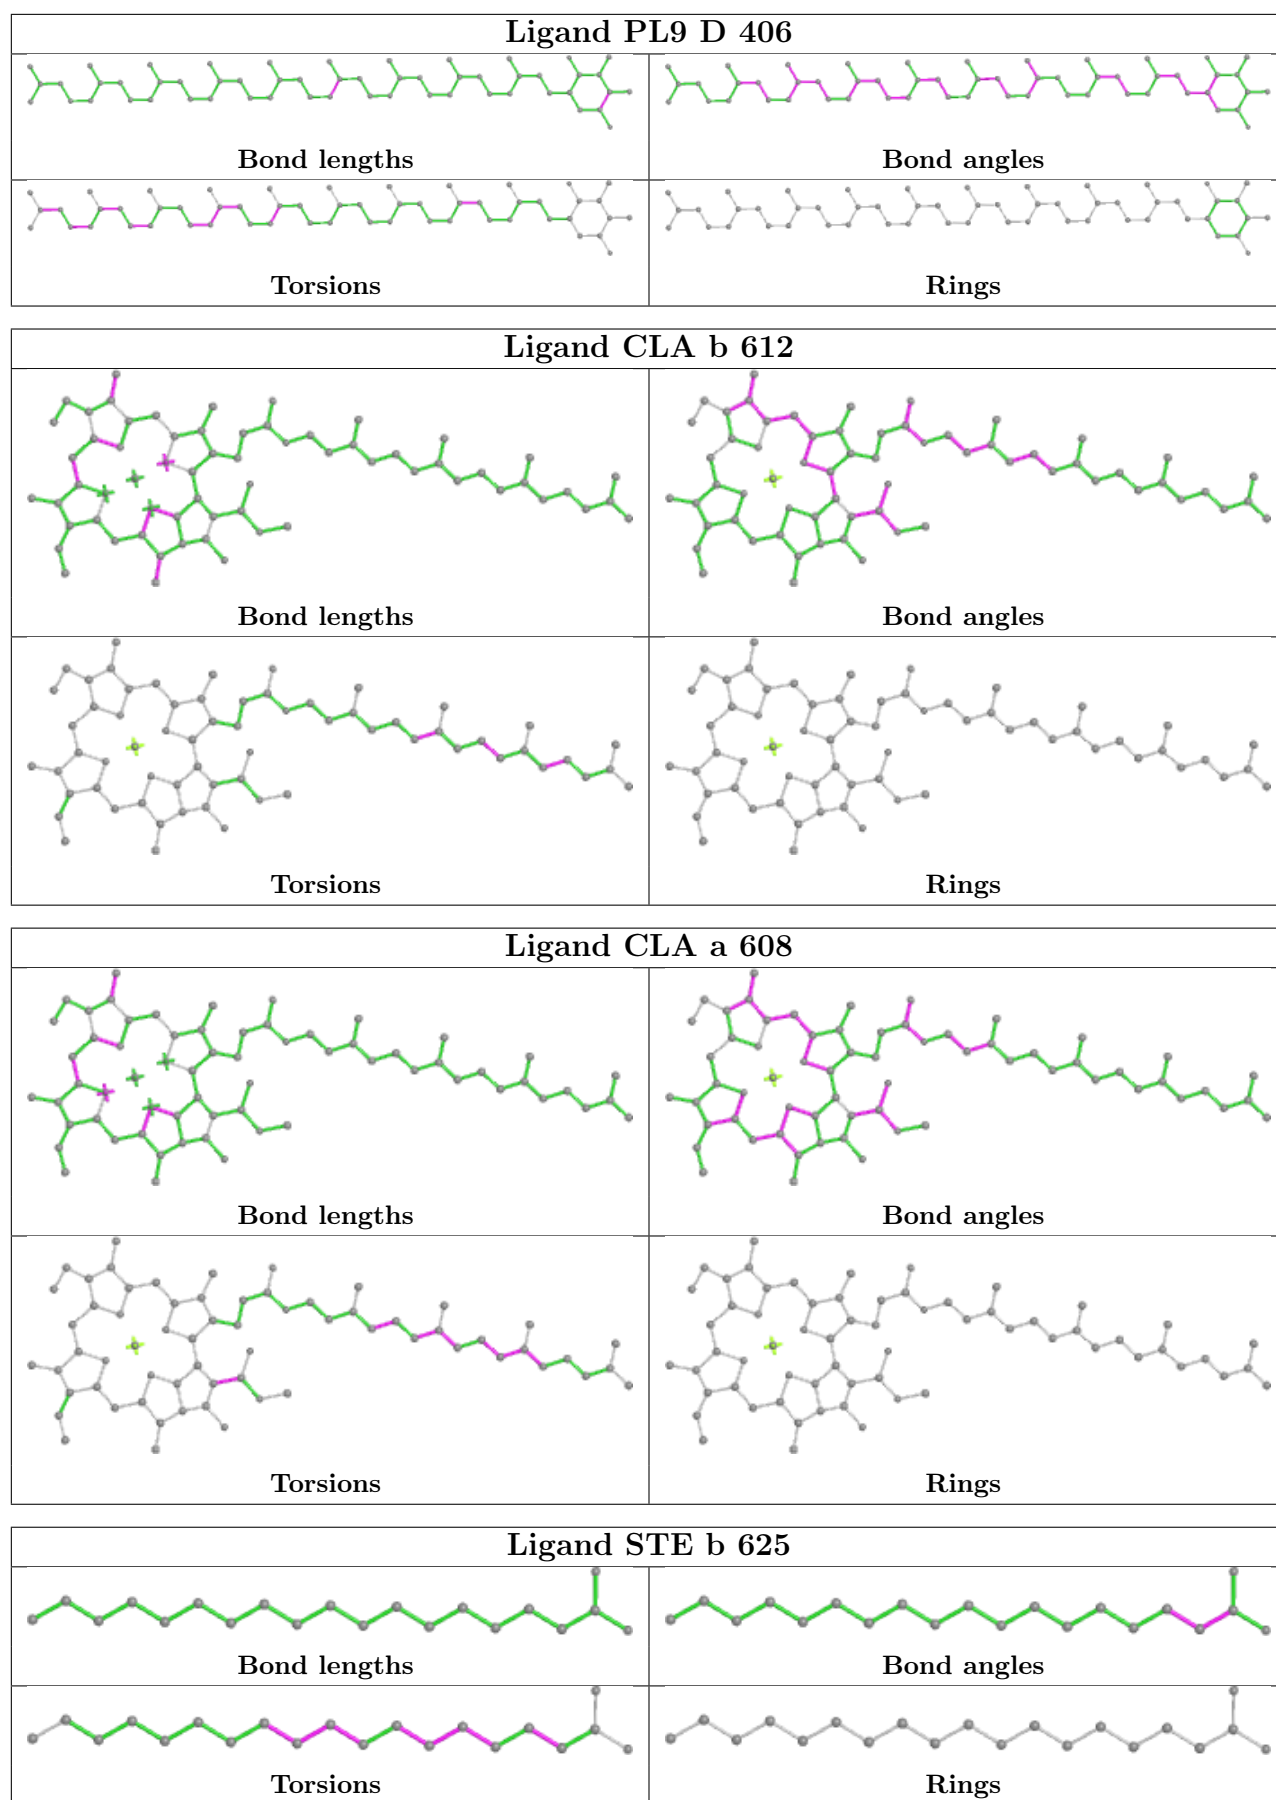 Ligand PL9 D 406
Bond lengths
Bond angles
Torsions
Rings
Ligand CLA b 612
Bond lengths
Bond angles
Torsions
Rings
Ligand CLA a 608
Bond lengths
Bond angles
Torsions
Rings
Ligand STE b 625
Bond lengths
Bond angles
Torsions
Rings